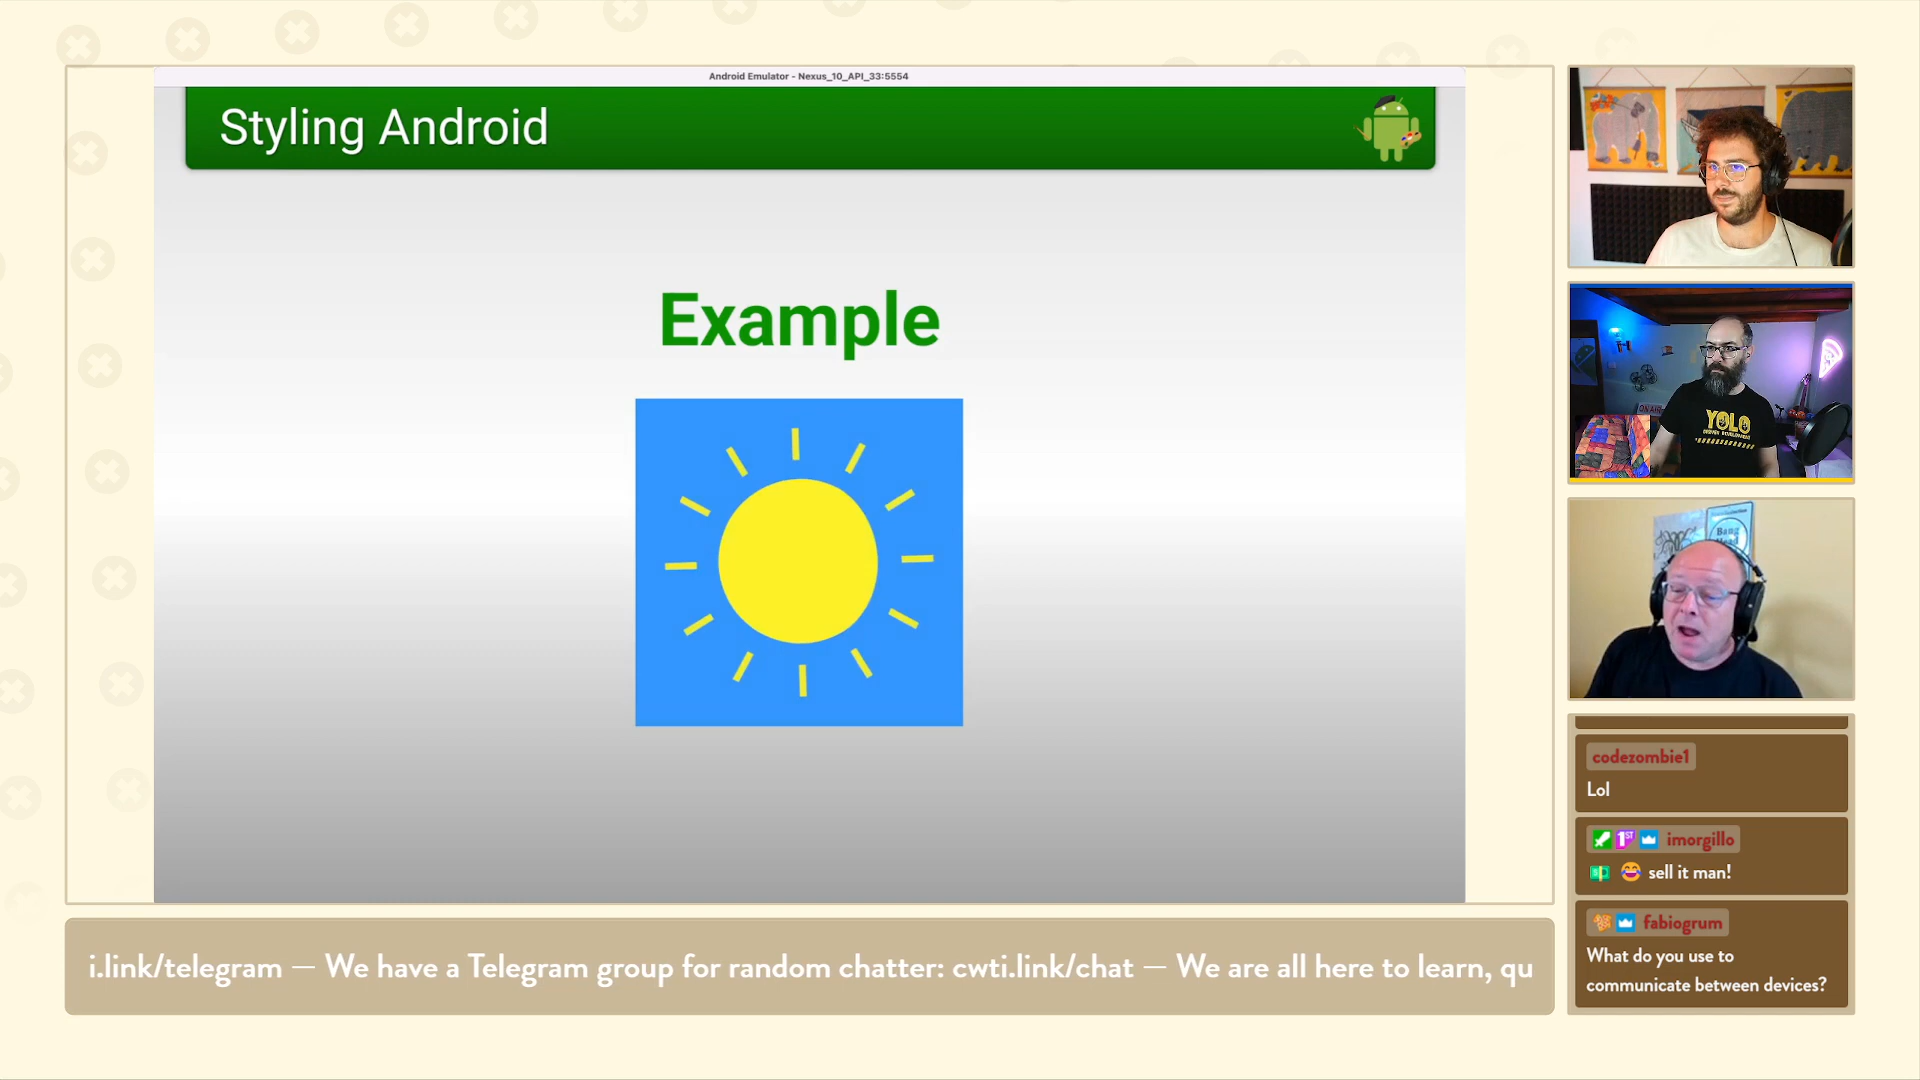 Android Emulator - Nexus_10_API_33:5554
Styling Android
Example
YOLO
codezombie1
Lol
imorgillo
sell it man!
fabiogrum
What do you use to
communicate between devices?
i.link/telegram — We have a Telegram group for random chatter: cwti.link/chat — We are all here to learn, qu